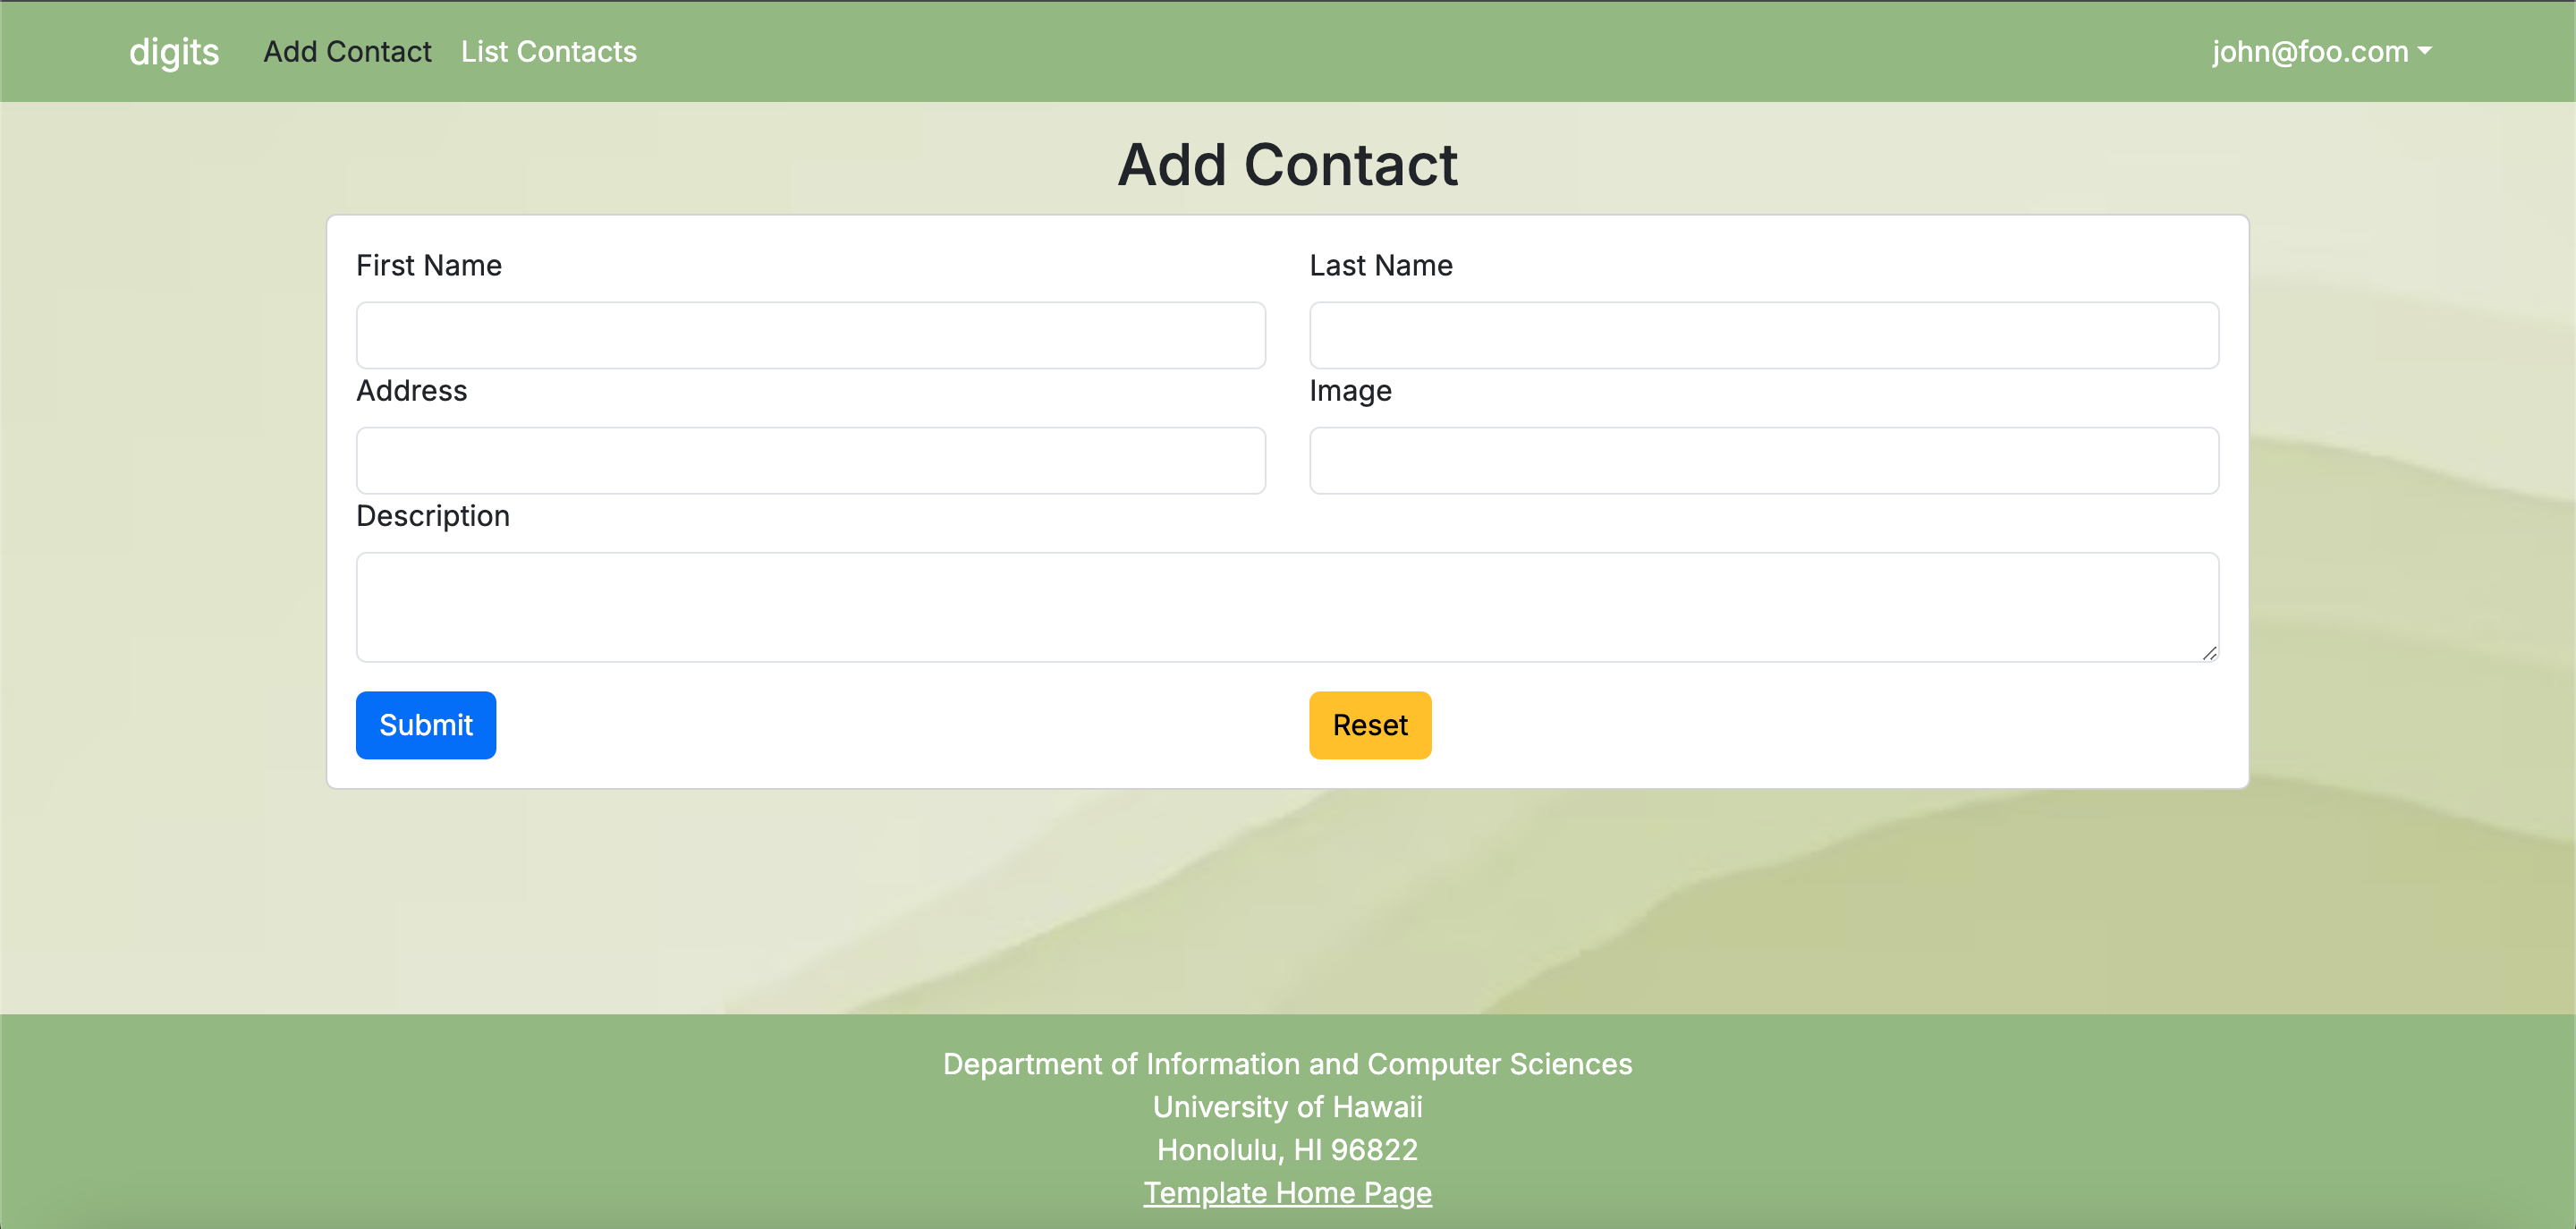 digits Add Contact List Contacts john@foo.com
Add Contact
First Name Last Name
Address Image
Description
Submit Reset
Department of Information and Computer Sciences
University of Hawaii
Honolulu, HI 96822
Template Home Page